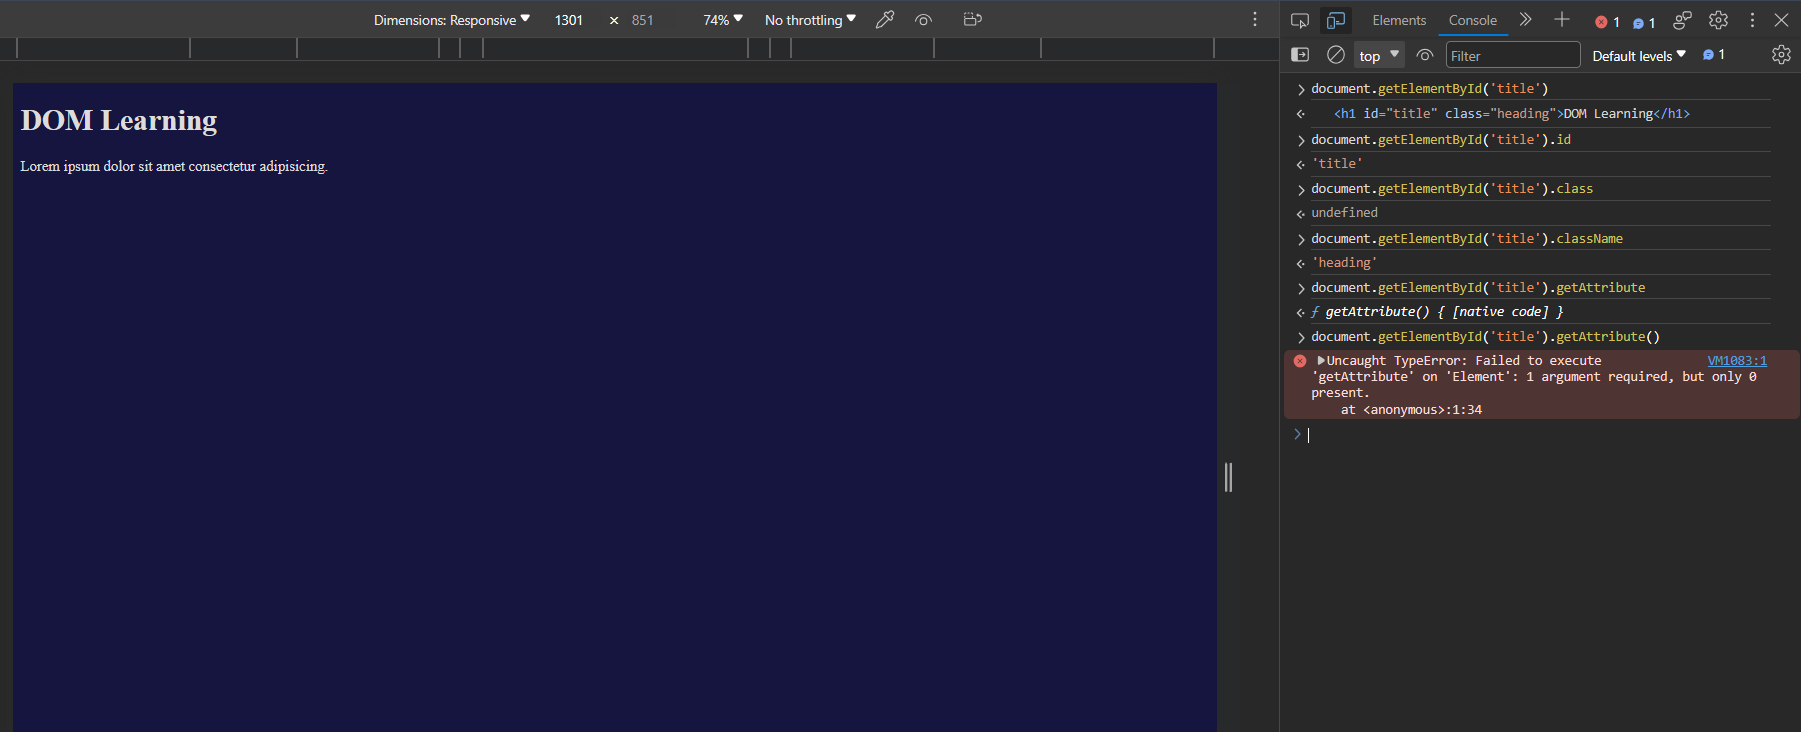 Dimensions: Responsive 1301 × 851 74% No throttling
Elements Console 1 1
top Filter Default levels 1
DOM Learning
Lorem ipsum dolor sit amet consectetur adipisicing.
document.getElementById('title')
<h1 id="title" class="heading">DOM Learning</h1>
document.getElementById('title').id
'title'
document.getElementById('title').class
undefined
document.getElementById('title').className
'heading'
document.getElementById('title').getAttribute
ƒ getAttribute() { [native code] }
document.getElementById('title').getAttribute()
Uncaught TypeError: Failed to execute VM1083:1
'getAttribute' on 'Element': 1 argument required, but only 0
present.
at <anonymous>:1:34